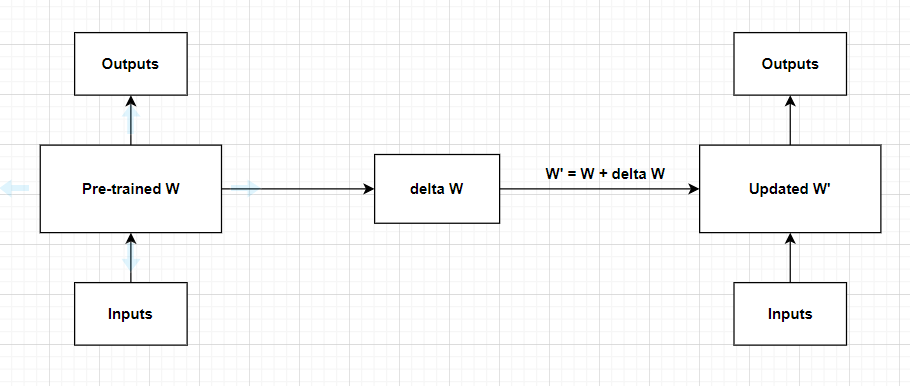 Outputs
Outputs
Pre-trained W
delta W
W' = W + delta W
Updated W'
Inputs
Inputs